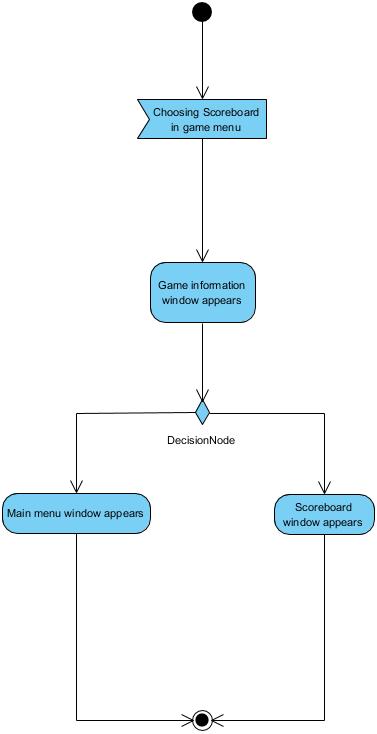 Choosing Scoreboard
in game menu
Game information
window appears
DecisionNode
Main menu window appears
Scoreboard
window appears